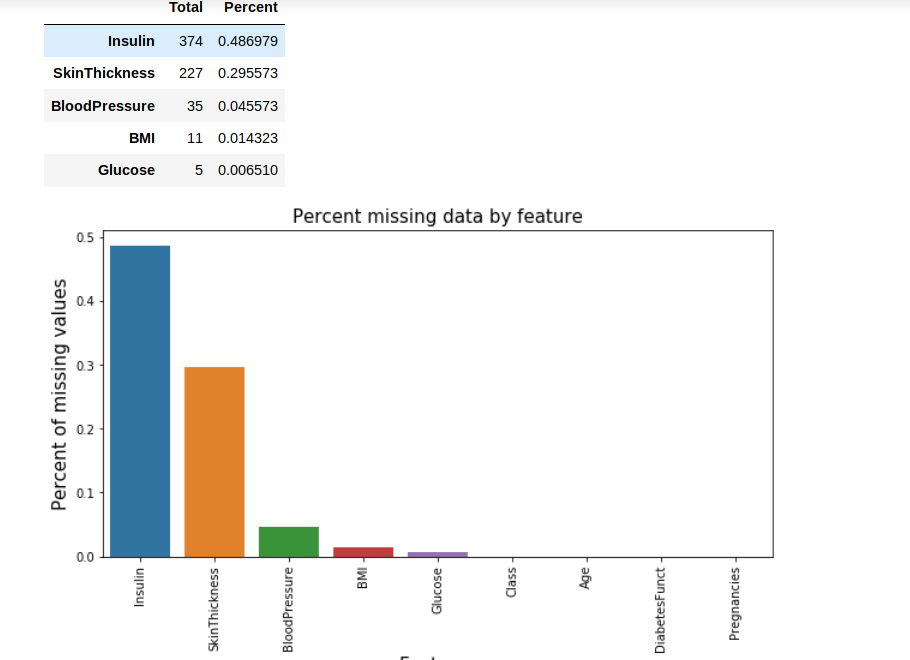 Total Percent
Insulin 374 0.486979
SkinThickness 227 0.295573
BloodPressure 35 0.045573
BMI 11 0.014323
Glucose 5 0.006510
Percent missing data by feature
Percent of missing values
0.5
0.4
0.3
0.2
0.1
0.0
Insulin
SkinThickness
BloodPressure
BMI
Glucose
Class
Age
DiabetesFunct
Pregnancies